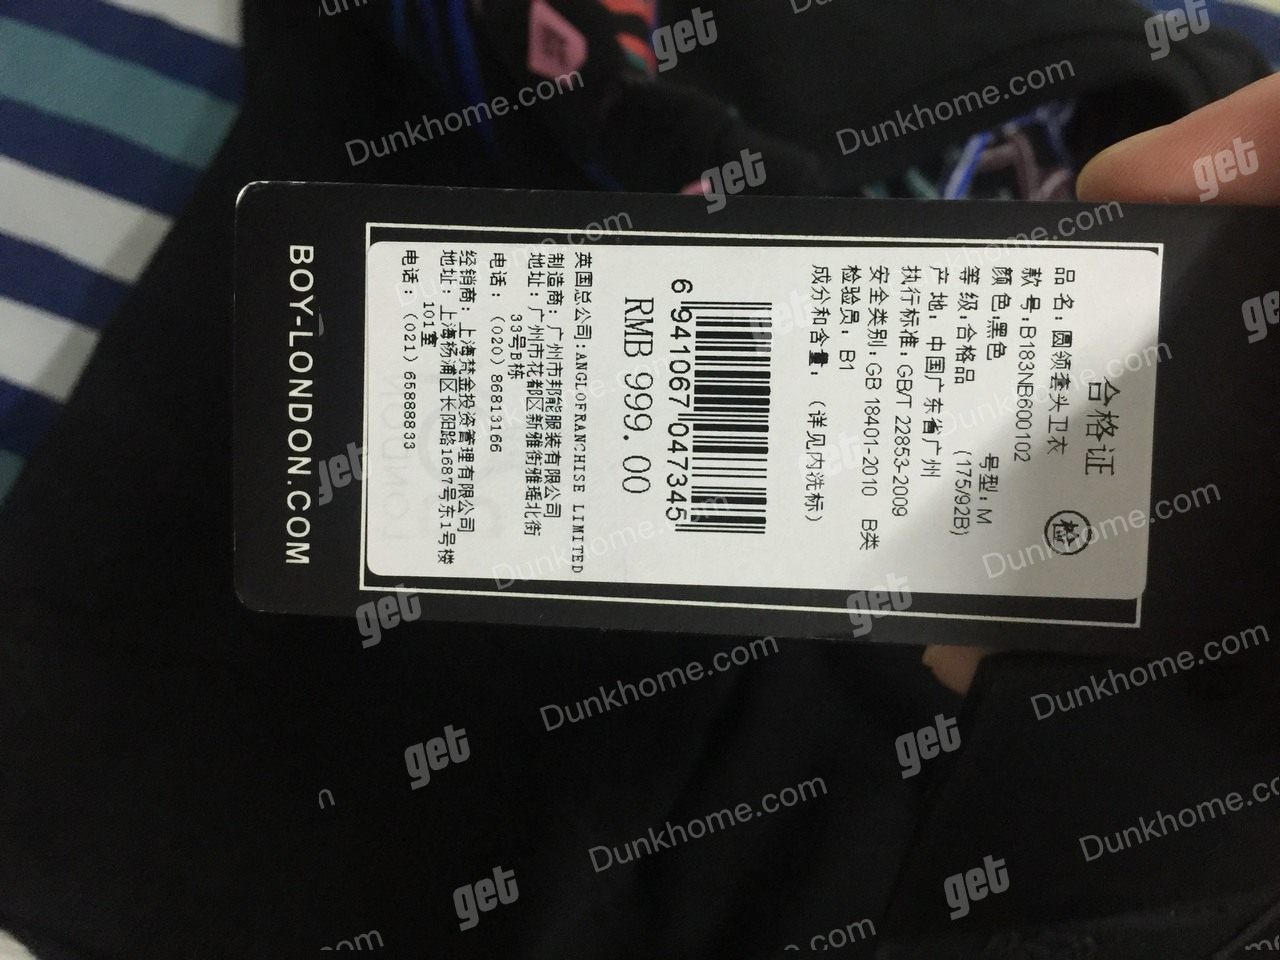 合格证
检
品 名：圆领套头卫衣
款 号：B183NB600102
颜 色：黑色 号型：M
等 级：合格品 (175/92B)
产 地：中国广东省广州
执行标准：GB/T 22853-2009
安全类别：GB 18401-2010 B类
检验员：B1
成分和含量：（详见内洗标）
6 941067 047345
RMB 999.00
英国总公司：ANGLOFRANCHISE LIMITED
制造商：广州市邦能服装有限公司
地址：广州市花都区新雅街雅瑶北街
33号B栋
电话：(020) 86813166
经销商：上海梵金投资管理有限公司
地址：上海杨浦区长阳路1687号东1号楼
101室
电话：(021) 65888833
BOY-LONDON.COM
get
Dunkhome.com